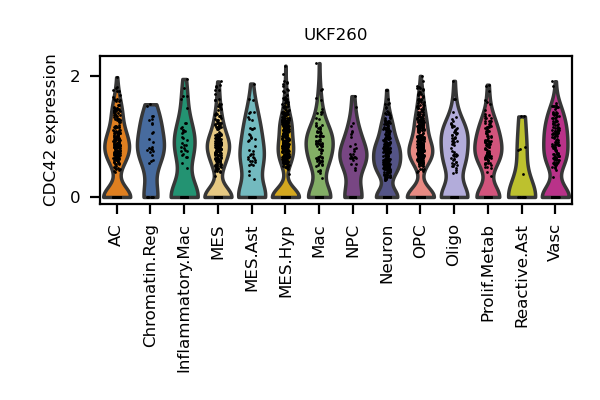 UKF260
CDC42 expression
2
0
AC
Chromatin.Reg
Inflammatory.Mac
MES
MES.Ast
MES.Hyp
Mac
NPC
Neuron
OPC
Oligo
Prolif.Metab
Reactive.Ast
Vasc